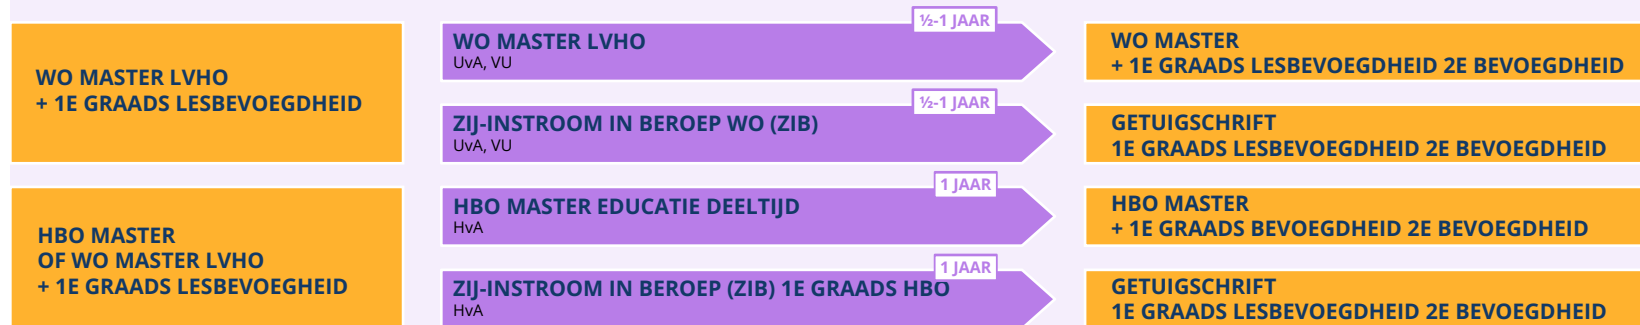 WO MASTER LVHO
+ 1E GRAADS LESBEVOEGDHEID
½-1 JAAR
WO MASTER LVHO
UvA, VU
WO MASTER
+ 1E GRAADS LESBEVOEGDHEID 2E BEVOEGDHEID
½-1 JAAR
ZIJ-INSTROOM IN BEROEP WO (ZIB)
UvA, VU
GETUIGSCHRIFT
1E GRAADS LESBEVOEGDHEID 2E BEVOEGDHEID
HBO MASTER
OF WO MASTER LVHO
+ 1E GRAADS LESBEVOEGHEID
1 JAAR
HBO MASTER EDUCATIE DEELTIJD
HvA
HBO MASTER
+ 1E GRAADS BEVOEGDHEID 2E BEVOEGDHEID
1 JAAR
ZIJ-INSTROOM IN BEROEP (ZIB) 1E GRAADS HBO
HvA
GETUIGSCHRIFT
1E GRAADS LESBEVOEGDHEID 2E BEVOEGDHEID